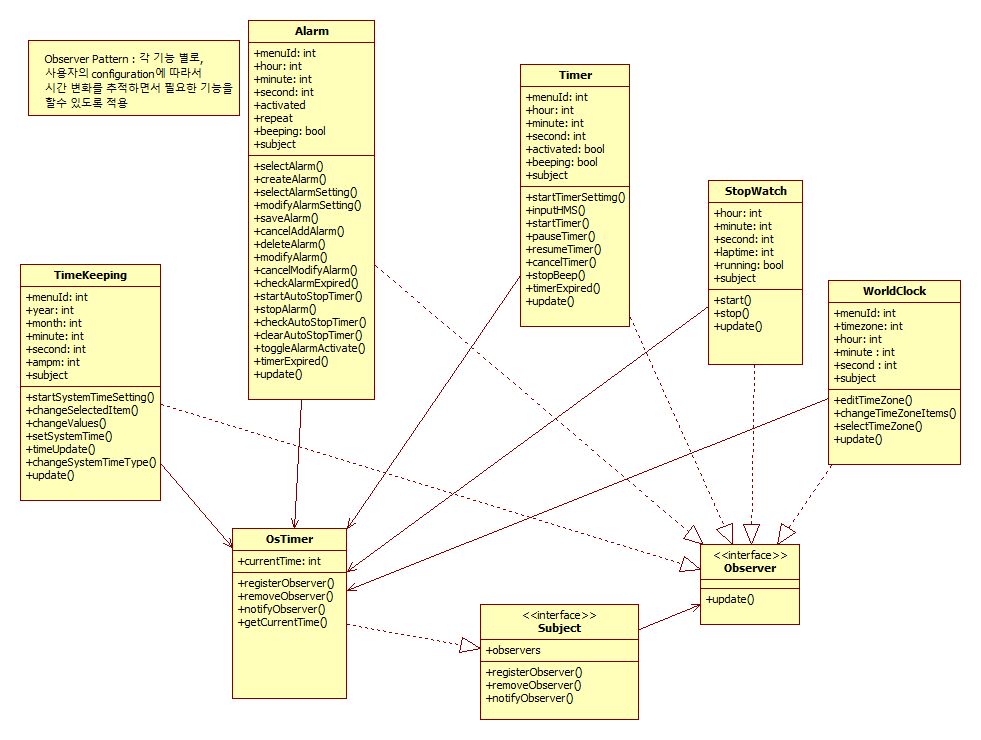 Observer Pattern : 각 기능 별로,
사용자의 configuration에 따라서
시간 변화를 추적하면서 필요한 기능을
할수 있도록 적용
Alarm
+menuId: int
+hour: int
+minute: int
+second: int
+activated
+repeat
+beeping: bool
+subject
+selectAlarm()
+createAlarm()
+selectAlarmSetting()
+modifyAlarmSetting()
+saveAlarm()
+cancelAddAlarm()
+deleteAlarm()
+modifyAlarm()
+cancelModifyAlarm()
+checkAlarmExpired()
+startAutoStopTimer()
+stopAlarm()
+checkAutoStopTimer()
+clearAutoStopTimer()
+toggleAlarmActivate()
+timerExpired()
+update()
Timer
+menuId: int
+hour: int
+minute: int
+second: int
+activated: bool
+beeping: bool
+subject
+startTimerSettimg()
+inputHMS()
+startTimer()
+pauseTimer()
+resumeTimer()
+cancelTimer()
+stopBeep()
+timerExpired()
+update()
StopWatch
+hour: int
+minute: int
+second: int
+laptime: int
+running: bool
+subject
+start()
+stop()
+update()
WorldClock
+menuId: int
+timezone: int
+hour: int
+minute : int
+second : int
+subject
+editTimeZone()
+changeTimeZoneItems()
+selectTimeZone()
+update()
TimeKeeping
+menuId: int
+year: int
+month: int
+minute: int
+second: int
+ampm: int
+subject
+startSystemTimeSetting()
+changeSelectedItem()
+changeValues()
+setSystemTime()
+timeUpdate()
+changeSystemTimeType()
+update()
OsTimer
+currentTime: int
+registerObserver()
+removeObserver()
+notifyObserver()
+getCurrentTime()
<<interface>>
Subject
+observers
+registerObserver()
+removeObserver()
+notifyObserver()
<<interface>>
Observer
+update()